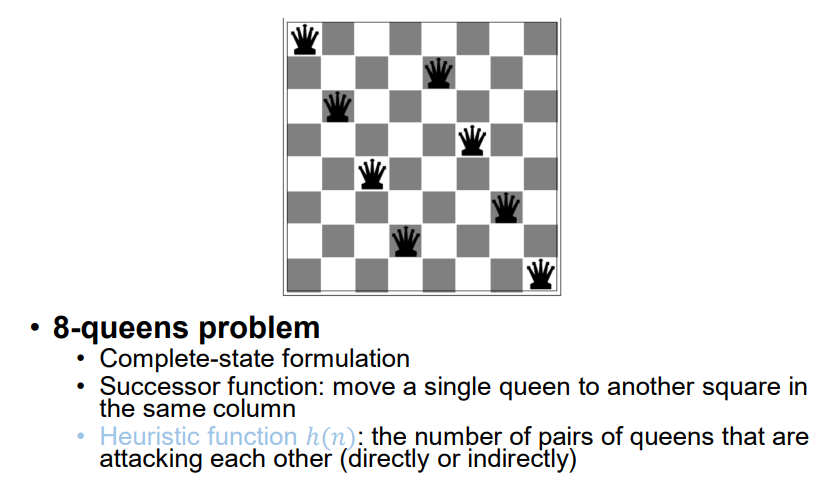 • 8-queens problem
• Complete-state formulation
• Successor function: move a single queen to another square in
the same column
• Heuristic function ℎ(𝑛): the number of pairs of queens that are
attacking each other (directly or indirectly)